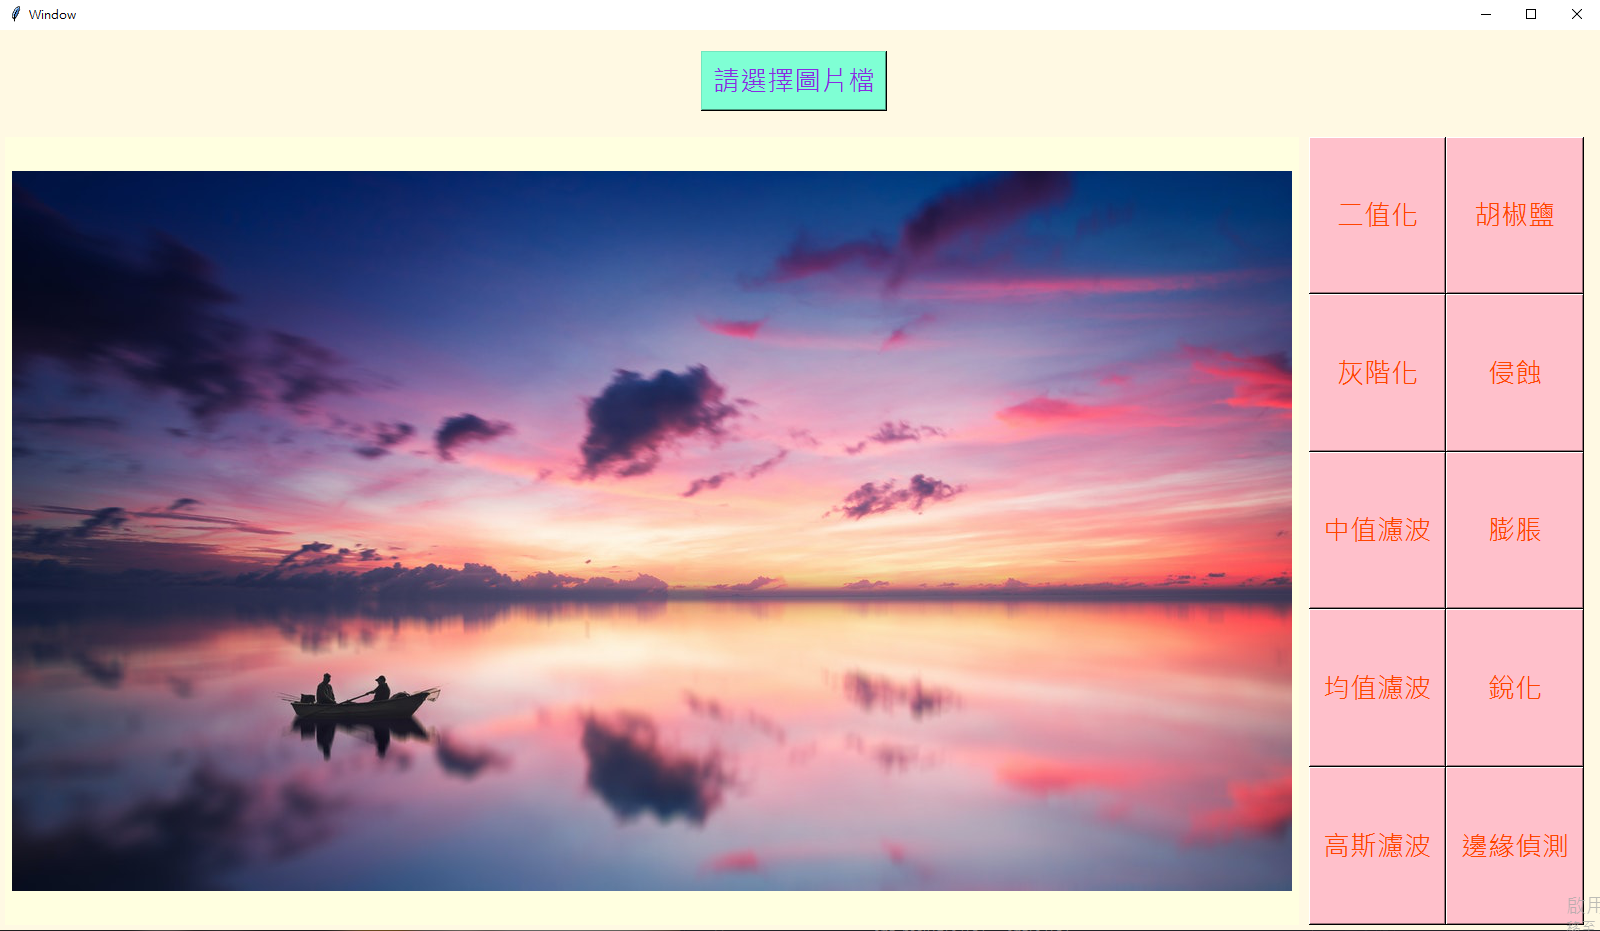 Window
請選擇圖片檔
二值化 胡椒鹽
灰階化 侵蝕
中值濾波 膨脹
均值濾波 銳化
高斯濾波 邊緣偵測
啟用